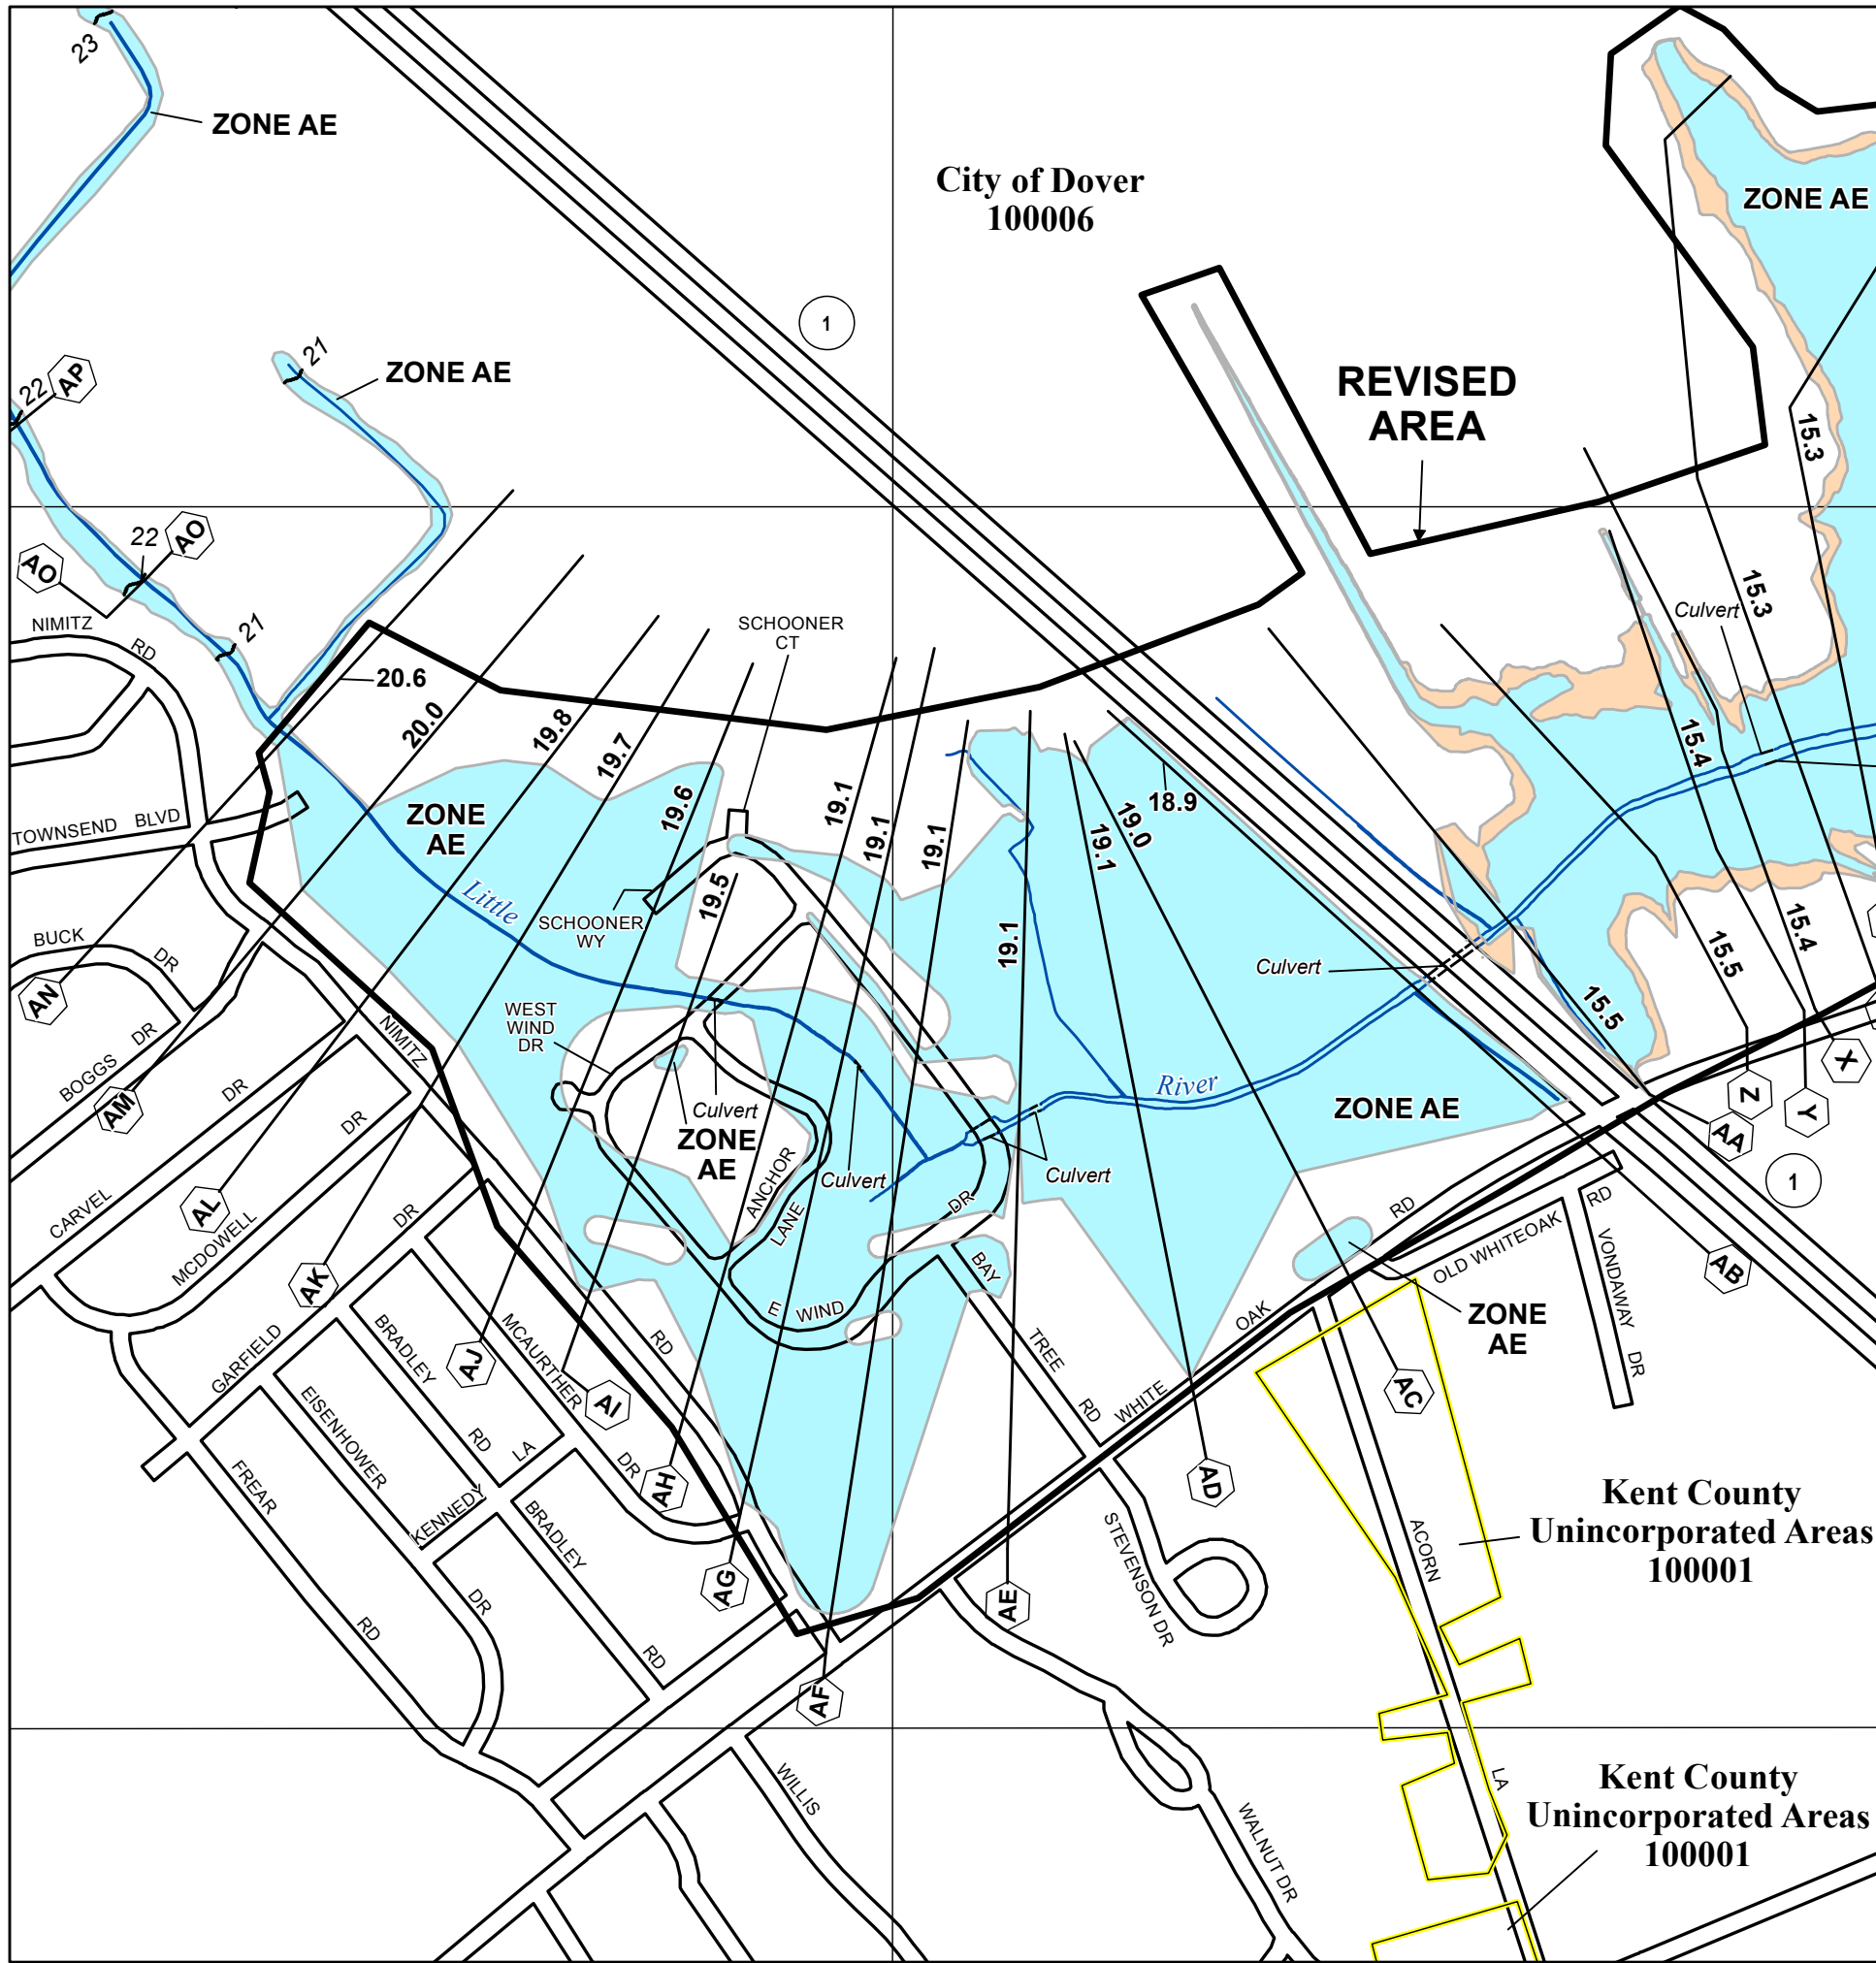 23
ZONE AE
City of Dover
100006
ZONE AE
1
21
ZONE AE
22
AP
REVISED
AREA
15.3
22
AO
AO
NIMITZ
RD
21
SCHOONER
CT
15.3
Culvert
20.6
20.0
19.8
19.7
19.6
19.1
19.1
19.1
19.1
19.0
18.9
15.4
TOWNSEND BLVD
ZONE
AE
Little
SCHOONER
WY
19.5
19.1
Culvert
15.5
15.4
15.5
BUCK
DR
AN
BOGGS
DR
AM
NIMITZ
WEST
WIND
DR
Culvert
ZONE
AE
ANCHOR
LANE
Culvert
DR
Culvert
River
ZONE AE
X
Z
Y
AA
1
CARVEL
DR
AL
MCDOWELL
DR
AK
GARFIELD
DR
E WIND
BAY
TREE
RD
RD
OLD WHITEOAK
RD
VONDAWAY
DR
AB
ZONE
AE
WHITE
OAK
RD
BRADLEY
RD
MCAURTHER
DR
AJ
AI
AC
EISENHOWER
DR
KENNEDY
LA
AH
AD
FREAR
RD
BRADLEY
RD
AG
AE
AF
STEVENSON DR
ACORN
LA
Kent County
Unincorporated Areas
100001
WILLIS
WALNUT DR
Kent County
Unincorporated Areas
100001